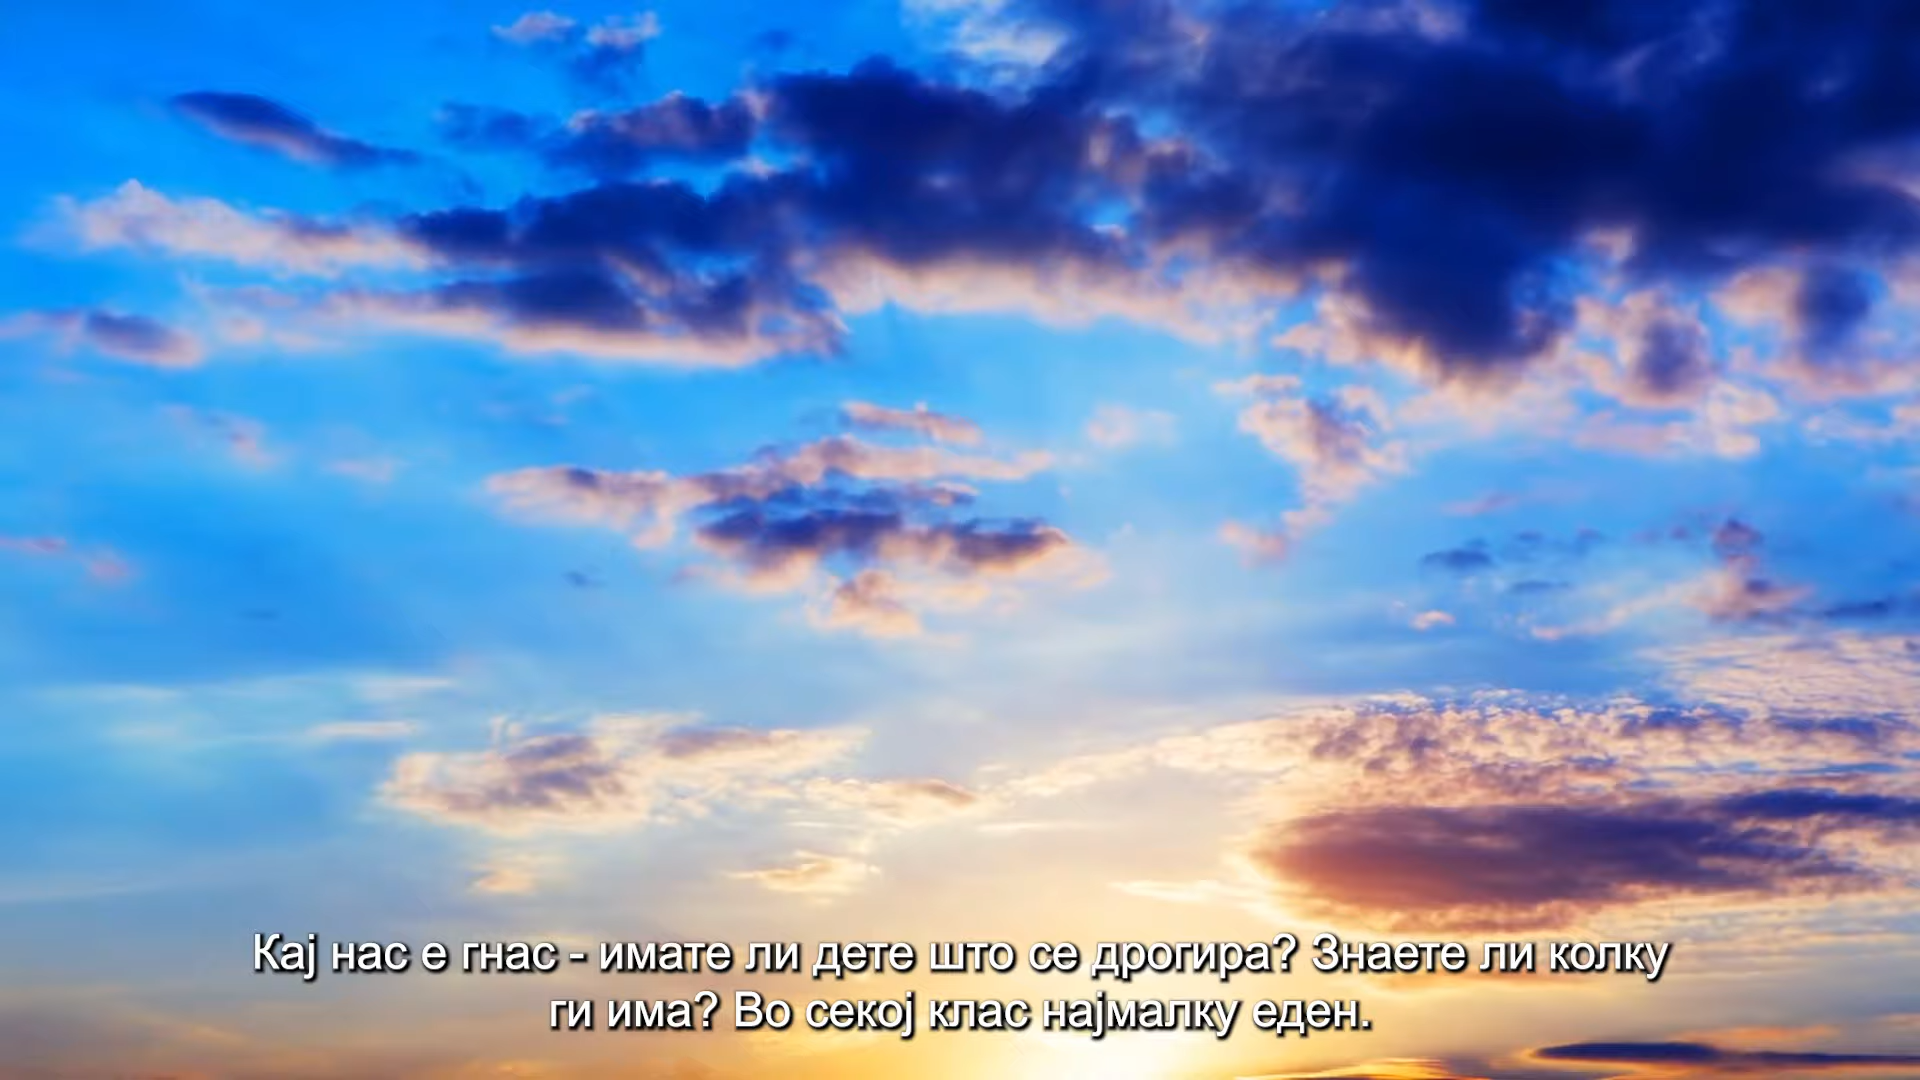 Кај нас е гнас - имате ли дете што се дрогира? Знаете ли колку
ги има? Во секој клас најмалку еден.